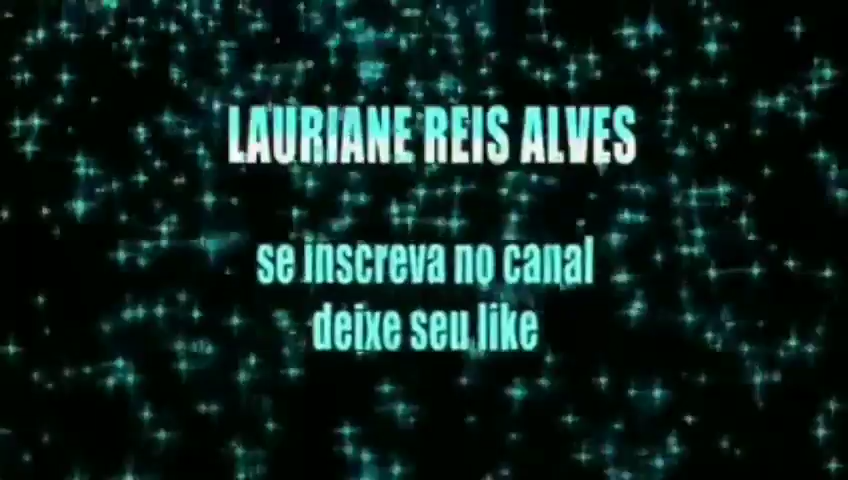 LAURIANE REIS ALVES
se inscreva no canal
deixe seu like